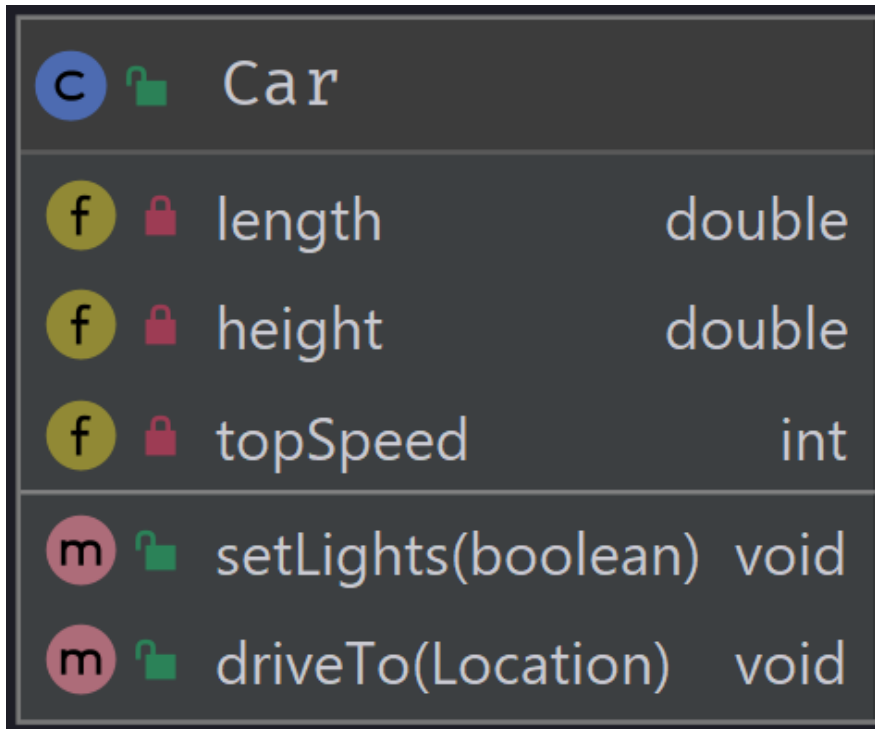 c Car
f length double
f height double
f topSpeed int
m setLights(boolean) void
m driveTo(Location) void